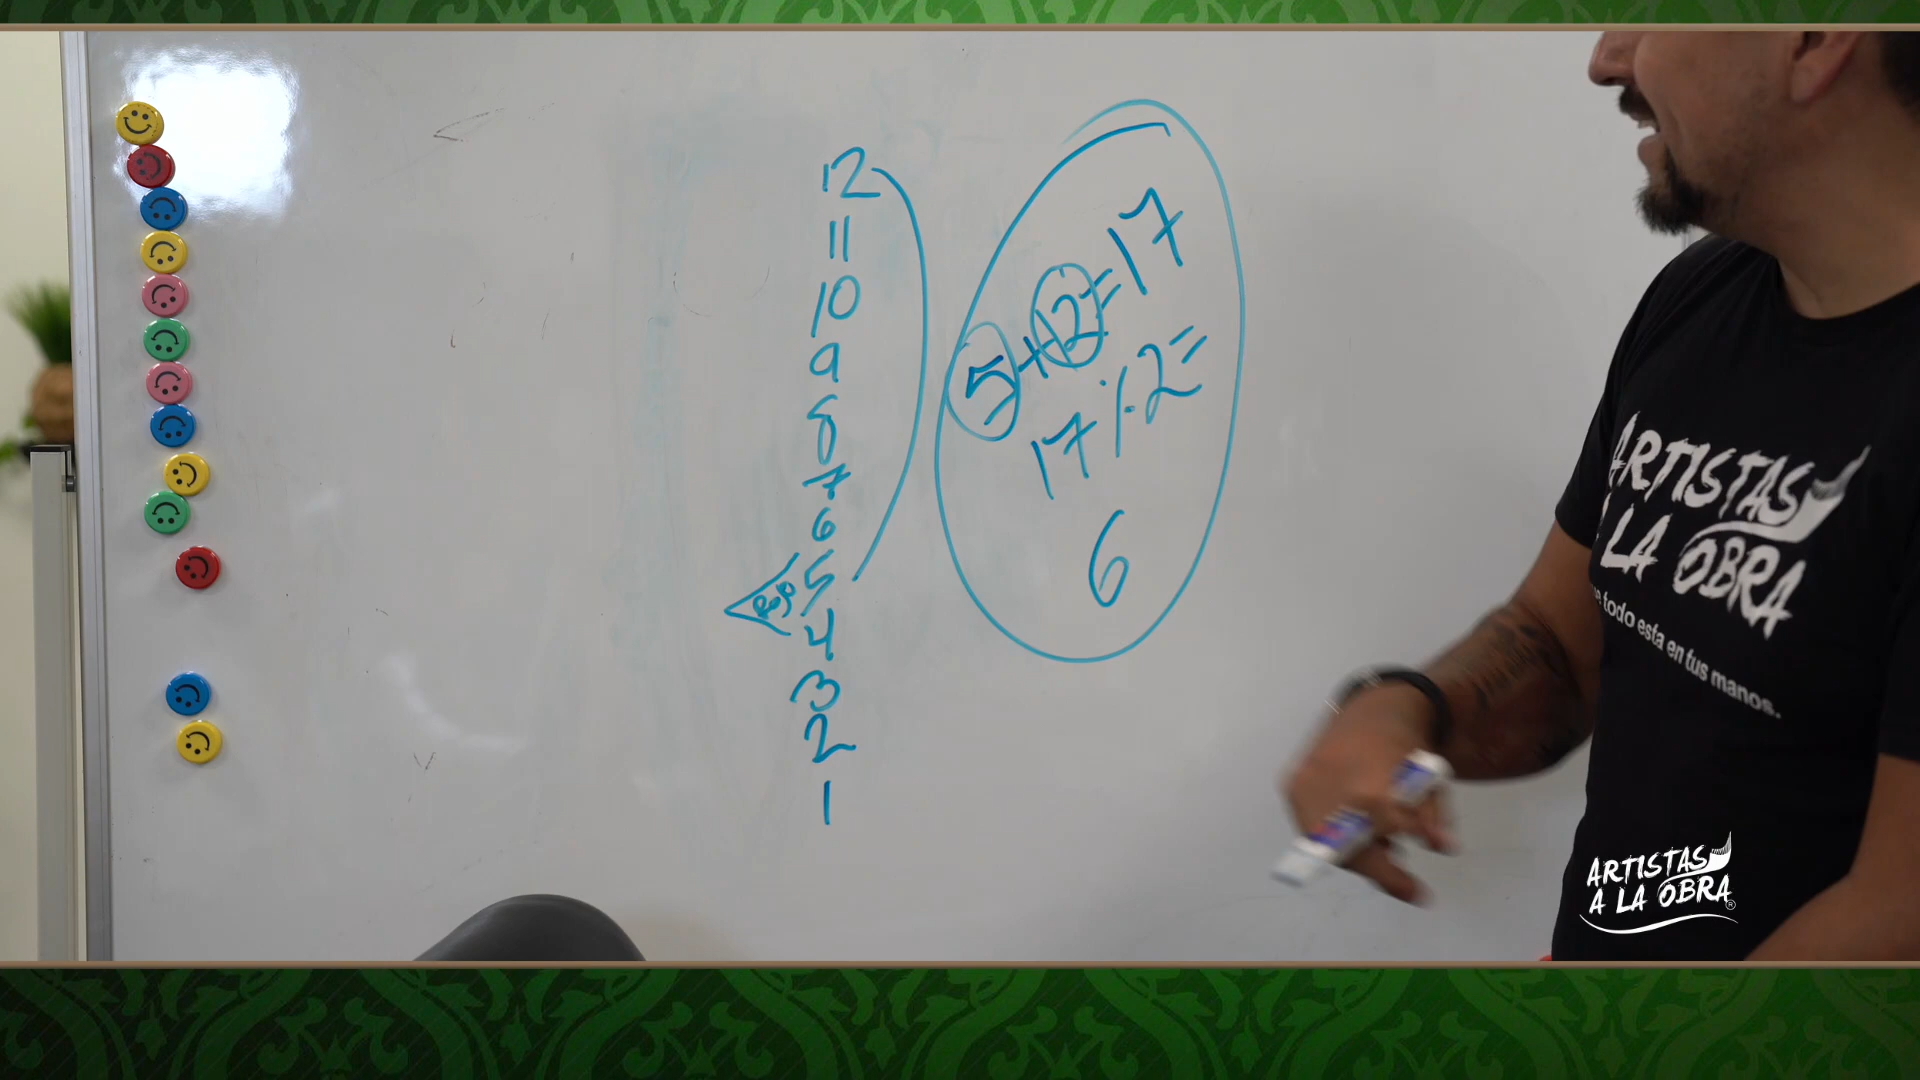 12
11
10
9
8
7
6
5
Rojo
4
3
2
1
5+12=17
17÷2=
6
ARTISTAS
A LA OBRA
e todo esta en tus manos.
ARTISTAS
A LA OBRA®